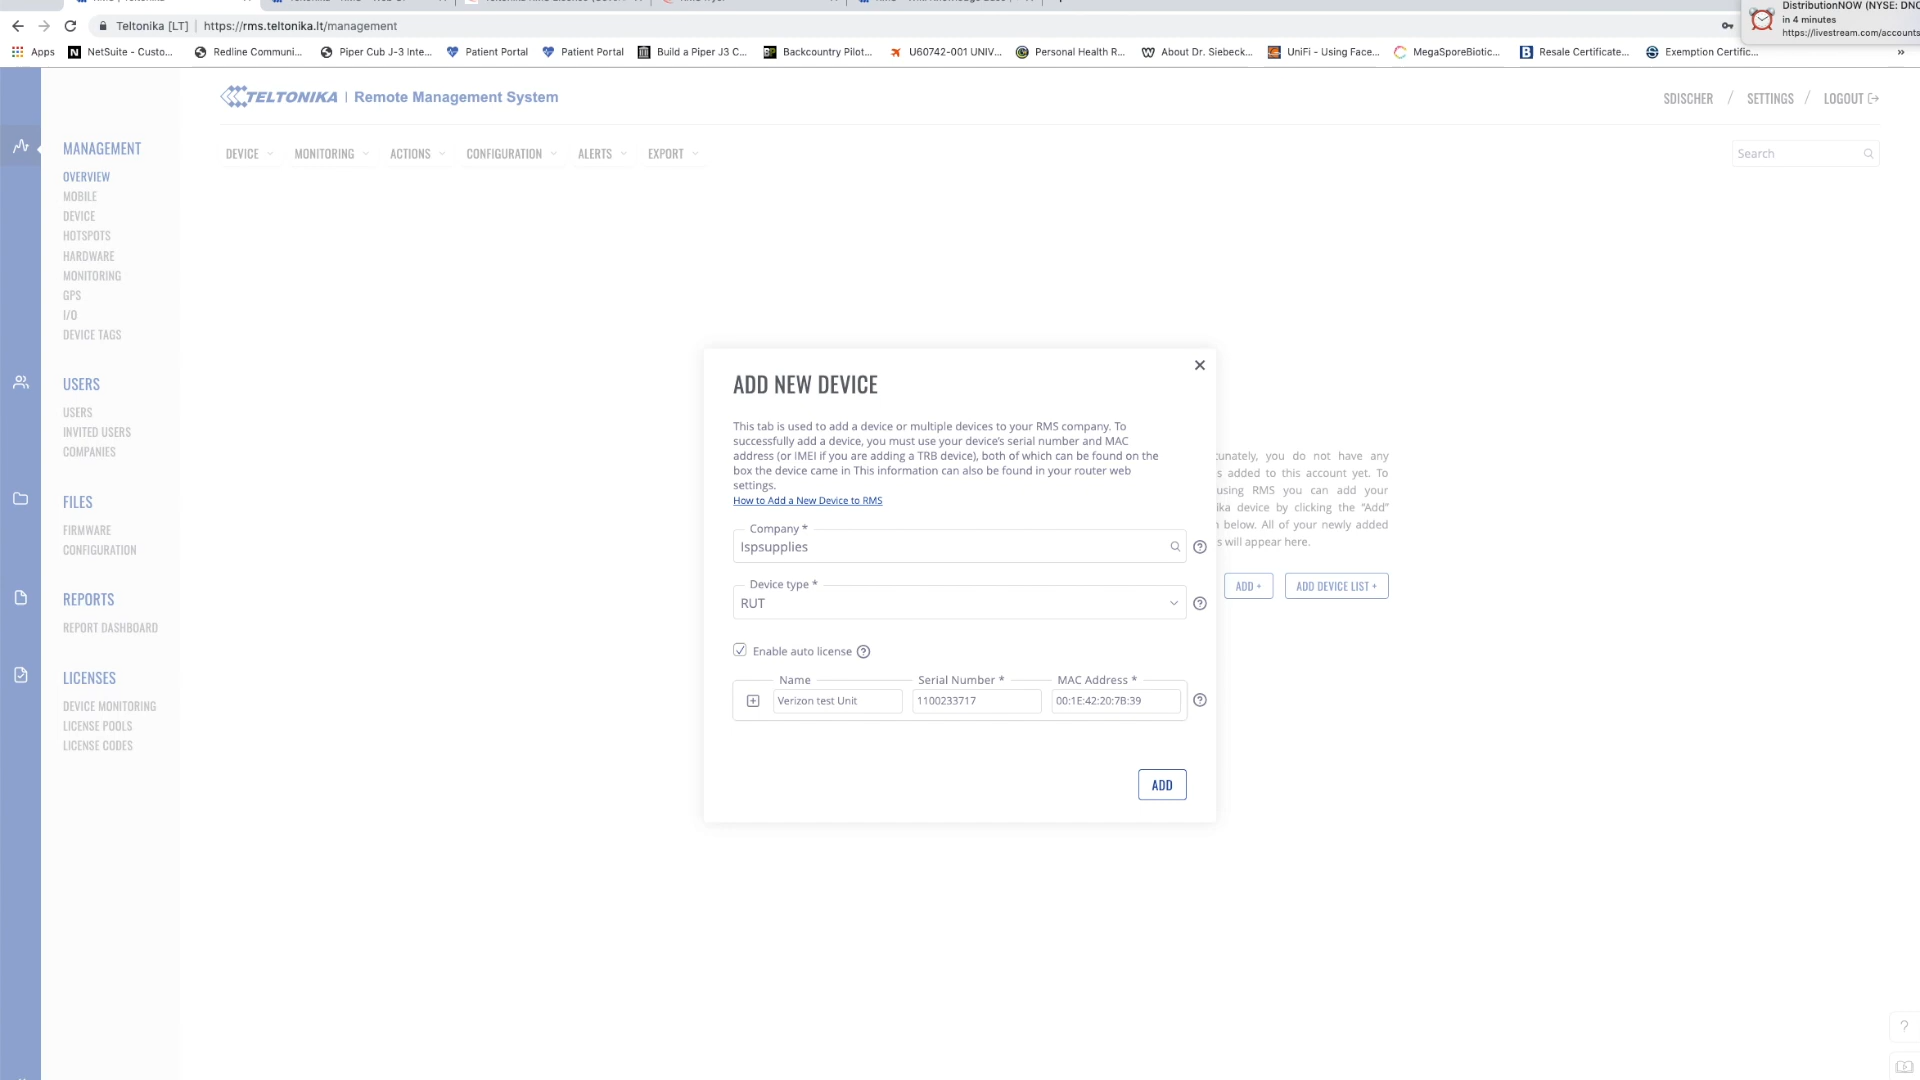 DistributionNOW (NYSE: DNO
in 4 minutes
https://livestream.com/accounts
Teltonika [LT] | https://rms.teltonika.lt/management
Apps NetSuite - Custo... Redline Communi... Piper Cub J-3 Inte... Patient Portal Patient Portal Build a Piper J3 C... Backcountry Pilot... U60742-001 UNIV... Personal Health R... About Dr. Siebeck... UniFi - Using Face... MegaSporeBiotic... Resale Certificate... Exemption Certific... »
TELTONIKA | Remote Management System
SDISCHER / SETTINGS / LOGOUT
DEVICE MONITORING ACTIONS CONFIGURATION ALERTS EXPORT
Search
MANAGEMENT
OVERVIEW
MOBILE
DEVICE
HOTSPOTS
HARDWARE
MONITORING
GPS
I/O
DEVICE TAGS
USERS
USERS
INVITED USERS
COMPANIES
FILES
FIRMWARE
CONFIGURATION
REPORTS
REPORT DASHBOARD
LICENSES
DEVICE MONITORING
LICENSE POOLS
LICENSE CODES
ADD NEW DEVICE
This tab is used to add a device or multiple devices to your RMS company. To
successfully add a device, you must use your device's serial number and MAC
address (or IMEI if you are adding a TRB device), both of which can be found on the
box the device came in This information can also be found in your router web
settings.
How to Add a New Device to RMS
Company *
Ispsupplies
Device type *
RUT
Enable auto license
Name Serial Number * MAC Address *
Verizon test Unit 1100233717 00:1E:42:20:7B:39
ADD
tunately, you do not have any
s added to this account yet. To
using RMS you can add your
ika device by clicking the "Add"
n below. All of your newly added
s will appear here.
ADD + ADD DEVICE LIST +